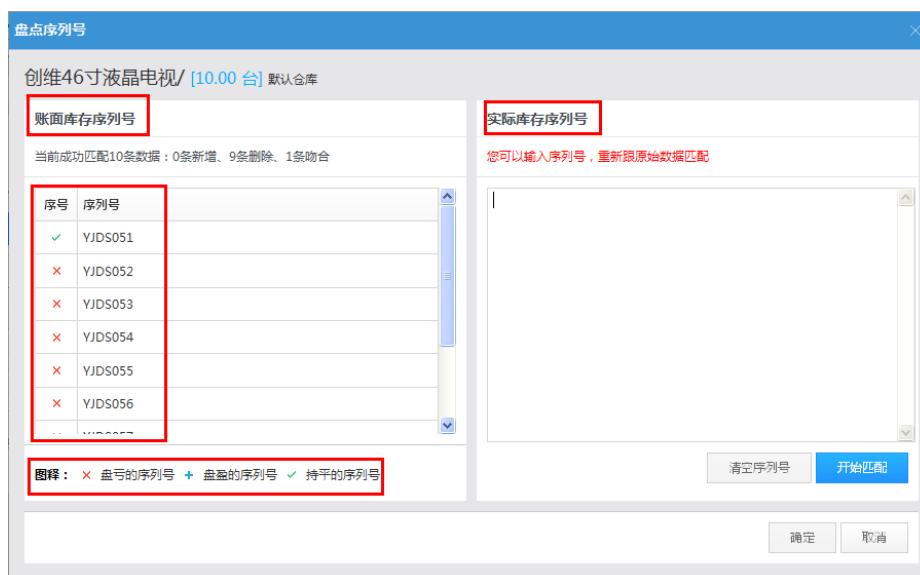 盘点序列号
创维46寸液晶电视/ [10.00 台] 默认仓库
账面库存序列号
当前成功匹配10条数据：0条新增、9条删除、1条吻合
序号 序列号
YJDS051
YJDS052
YJDS053
YJDS054
YJDS055
YJDS056
图释： × 盘亏的序列号 + 盘盈的序列号 ✓ 持平的序列号
实际库存序列号
您可以输入序列号，重新跟原始数据匹配
清空序列号 开始匹配
确定 取消